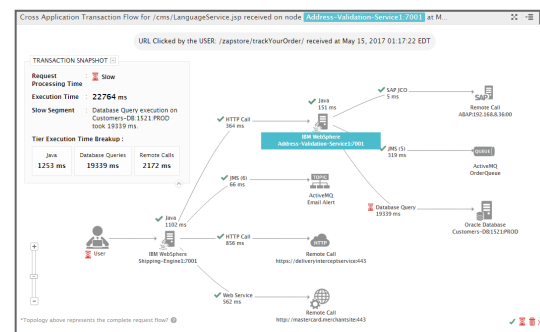 Cross Application Transaction Flow for /cms/LanguageService.jsp received on node Address-Validation-Service1:7001 at M...
URL Clicked by the USER: /zapstore/trackYourOrder/ received at May 15, 2017 01:17:22 EDT
TRANSACTION SNAPSHOT
Request Processing Time : Slow
Execution Time : 22764 ms
Slow Segment : Database Query execution on
Customers-DB:1521:PROD
took 19339 ms.
Tier Execution Time Breakup :
Java
1253 ms
Database Queries
19339 ms
Remote Calls
2172 ms
User
Java
1102 ms
IBM WebSphere
Shipping-Engine1:7001
HTTP Call
364 ms
JMS (6)
66 ms
HTTP Call
856 ms
Web Service
562 ms
Java
151 ms
IBM WebSphere
Address-Validation-Service1:7001
TOPIC
ActiveMQ
Email Alert
HTTP
Remote Call
https://deliveryinterceptservice:443
Remote Call
http://mastercard.merchantsite:443
SAP JCO
5 ms
JMS (5)
319 ms
Database Query
19339 ms
SAP
Remote Call
ABAP:192.168.8.36:00
QUEUE
ActiveMQ
OrderQueue
Oracle Database
Customers-DB:1521:PROD
*Topology above represents the complete request flow?